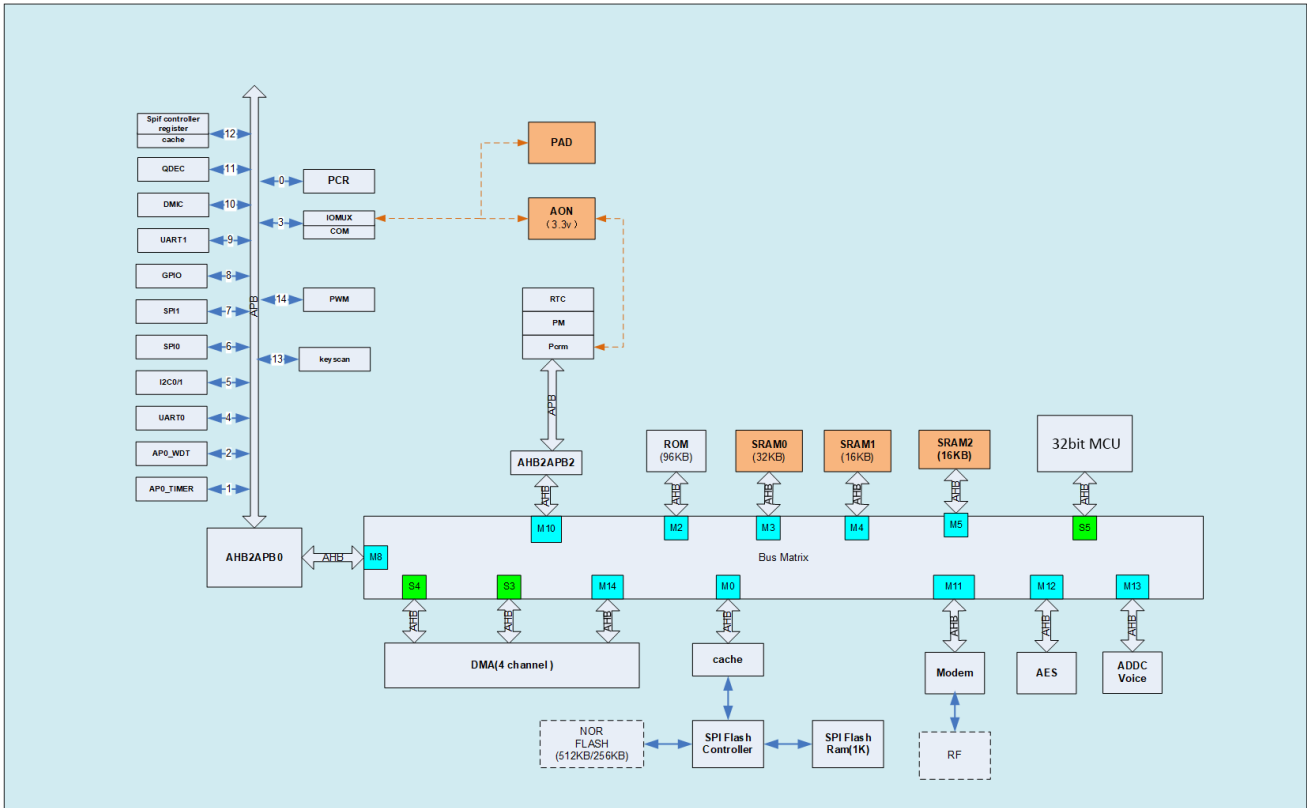 Spif controller
register
cache
12
QDEC
11
DMIC
10
UART1
9
GPIO
8
SPI1
7
SPI0
6
I2C0/1
5
UART0
4
AP0_WDT
2
AP0_TIMER
1
APB
0
PCR
3
IOMUX
COM
14
PWM
13
keyscan
PAD
AON
(3.3v)
RTC
PM
Pcrm
APB
AHB2APB2
AHB
ROM
(96KB)
AHB
SRAM0
(32KB)
AHB
SRAM1
(16KB)
AHB
SRAM2
(16KB)
AHB
32bit MCU
AHB
AHB2APB0
AHB
M8
M10
M2
M3
M4
M5
S5
Bus Matrix
S4
S3
M14
M0
M11
M12
M13
AHB
AHB
AHB
AHB
AHB
AHB
AHB
DMA(4 channel )
cache
Modem
AES
ADDC
Voice
NOR
FLASH
(512KB/256KB)
SPI Flash
Controller
SPI Flash
Ram(1K)
RF